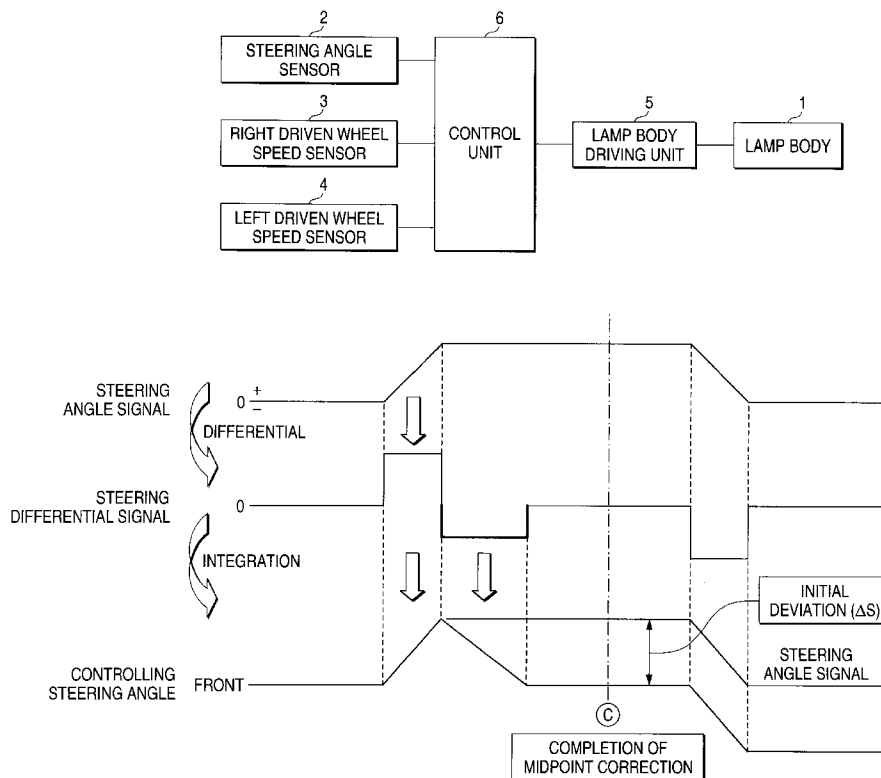 2
STEERING ANGLE
SENSOR
3
RIGHT DRIVEN WHEEL
SPEED SENSOR
4
LEFT DRIVEN WHEEL
SPEED SENSOR
6
CONTROL
UNIT
5
LAMP BODY
DRIVING UNIT
1
LAMP BODY
STEERING
ANGLE SIGNAL
0
+
−
DIFFERENTIAL
STEERING
DIFFERENTIAL SIGNAL
0
INTEGRATION
INITIAL
DEVIATION (ΔS)
CONTROLLING
STEERING ANGLE
FRONT
STEERING
ANGLE SIGNAL
C
COMPLETION OF
MIDPOINT CORRECTION